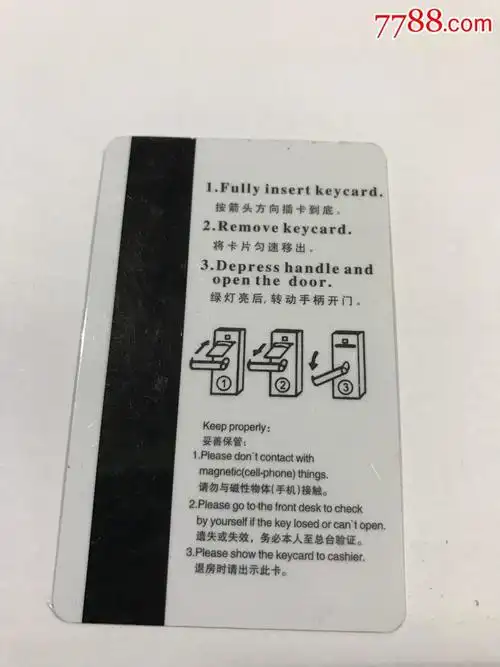 7788.com
1.Fully insert keycard.
按箭头方向插卡到底。
2.Remove keycard.
将卡片匀速移出。
3.Depress handle and
open the door.
绿灯亮后,转动手柄开门。
1
2
3
Keep properly:
妥善保管:
1.Please don`t contact with
magnetic(cell-phone) things.
请勿与磁性物体(手机)接触。
2.Please go to the front desk to check
by yourself if the key losed or can`t open.
遗失或失效，务必本人至总台验证。
3.Please show the keycard to cashier.
退房时请出示此卡。